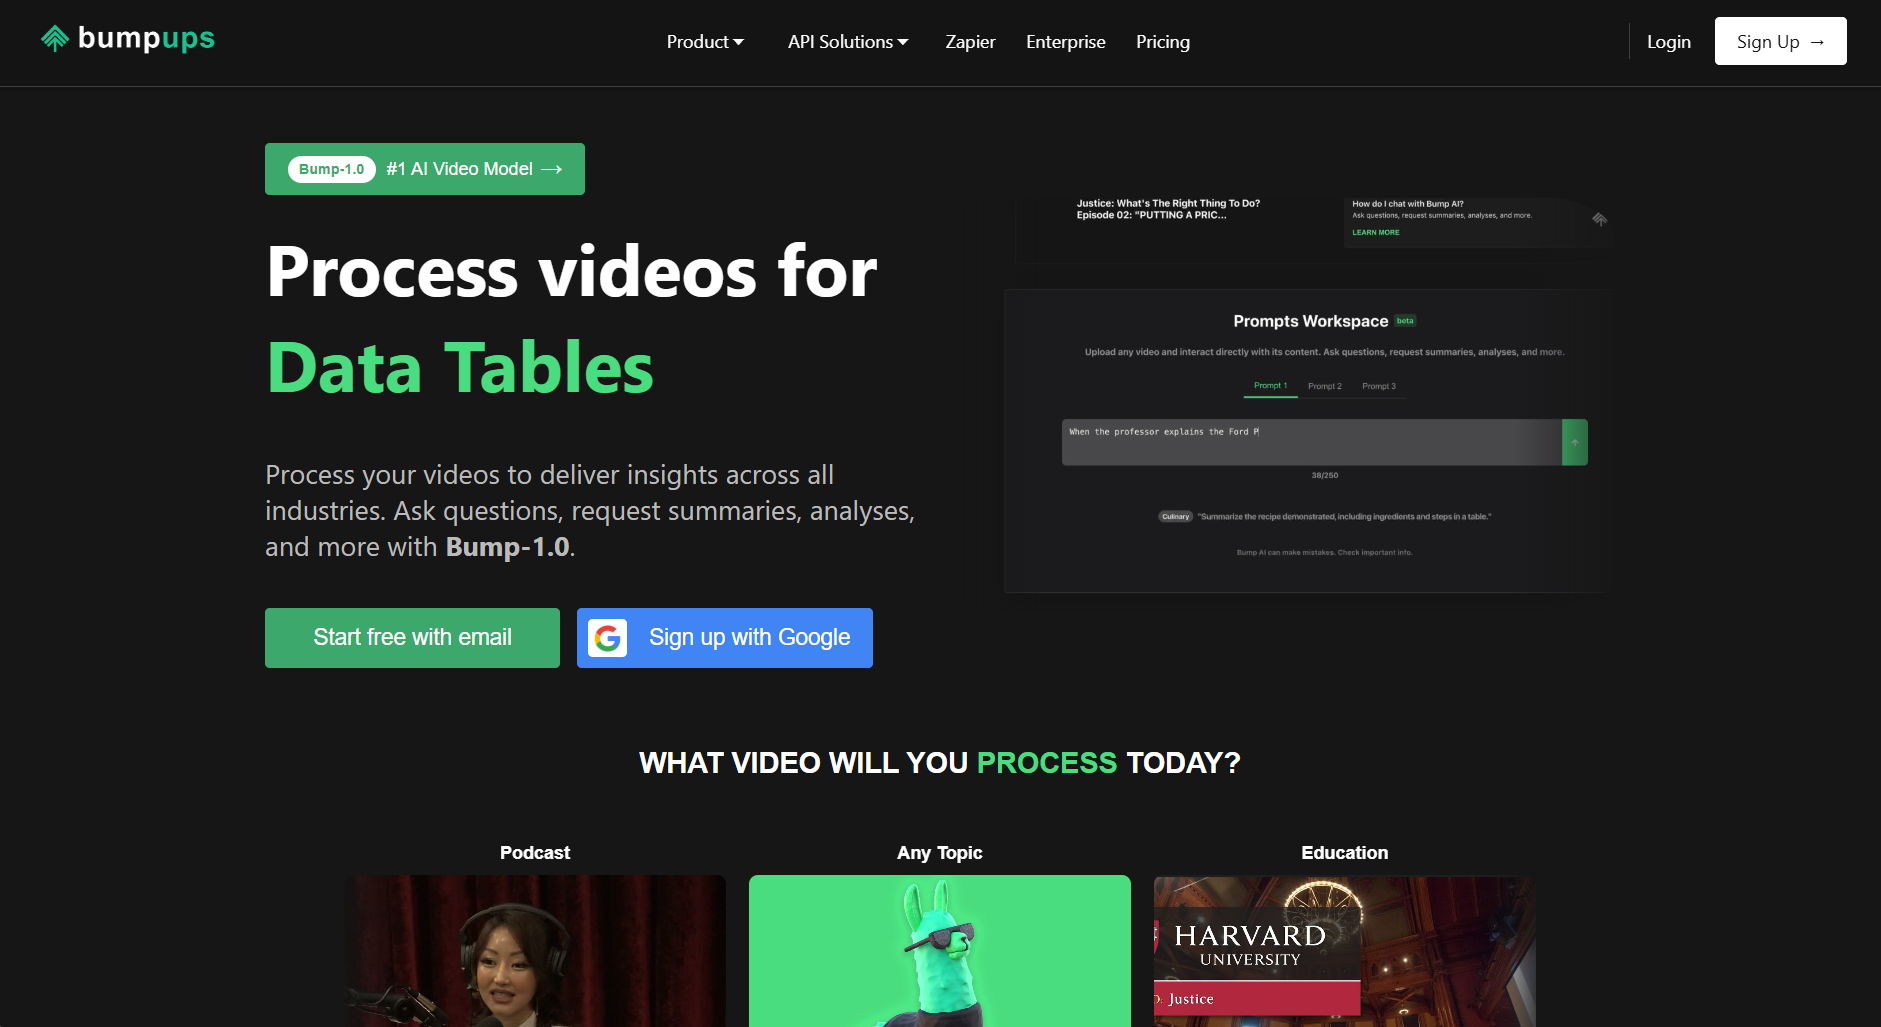 bumpups
Product
API Solutions
Zapier
Enterprise
Pricing
Login
Sign Up →
Bump-1.0 #1 AI Video Model →
Process videos for
Data Tables
Process your videos to deliver insights across all
industries. Ask questions, request summaries, analyses,
and more with Bump-1.0.
Start free with email
Sign up with Google
Justice: What's The Right Thing To Do?
Episode 02: "PUTTING A PRIC...
How do I chat with Bump AI?
Ask questions, request summaries, analyses, and more.
LEARN MORE
Prompts Workspace beta
Upload any video and interact directly with its content. Ask questions, request summaries, analyses, and more.
Prompt 1
Prompt 2
Prompt 3
When the professor explains the Ford P
38/250
Culinary "Summarize the recipe demonstrated, including ingredients and steps in a table."
Bump AI can make mistakes. Check important info.
WHAT VIDEO WILL YOU PROCESS TODAY?
Podcast
Any Topic
Education
HARVARD
UNIVERSITY
Justice